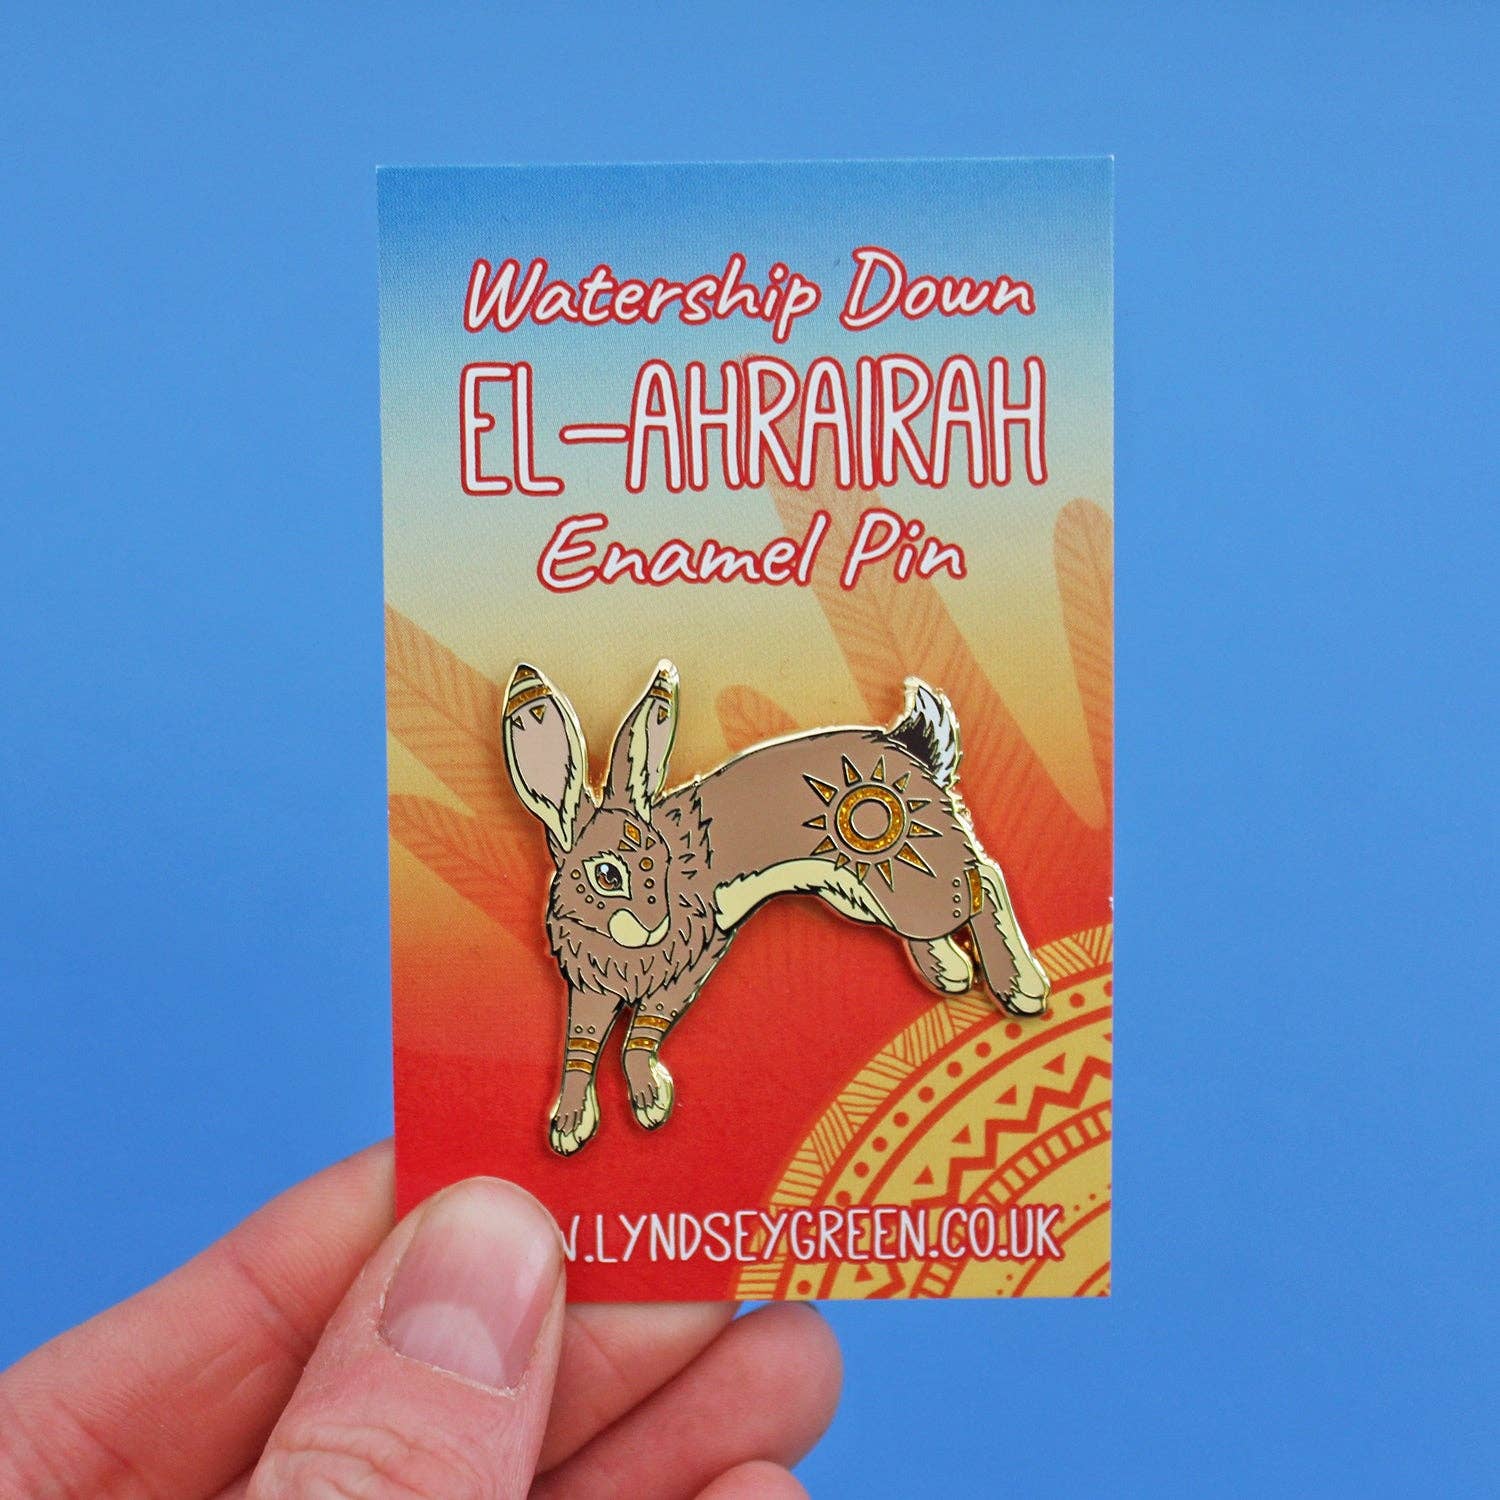 Watership Down
EL-AHRAIRAH
Enamel Pin
.LYNDSEYGREEN.CO.UK